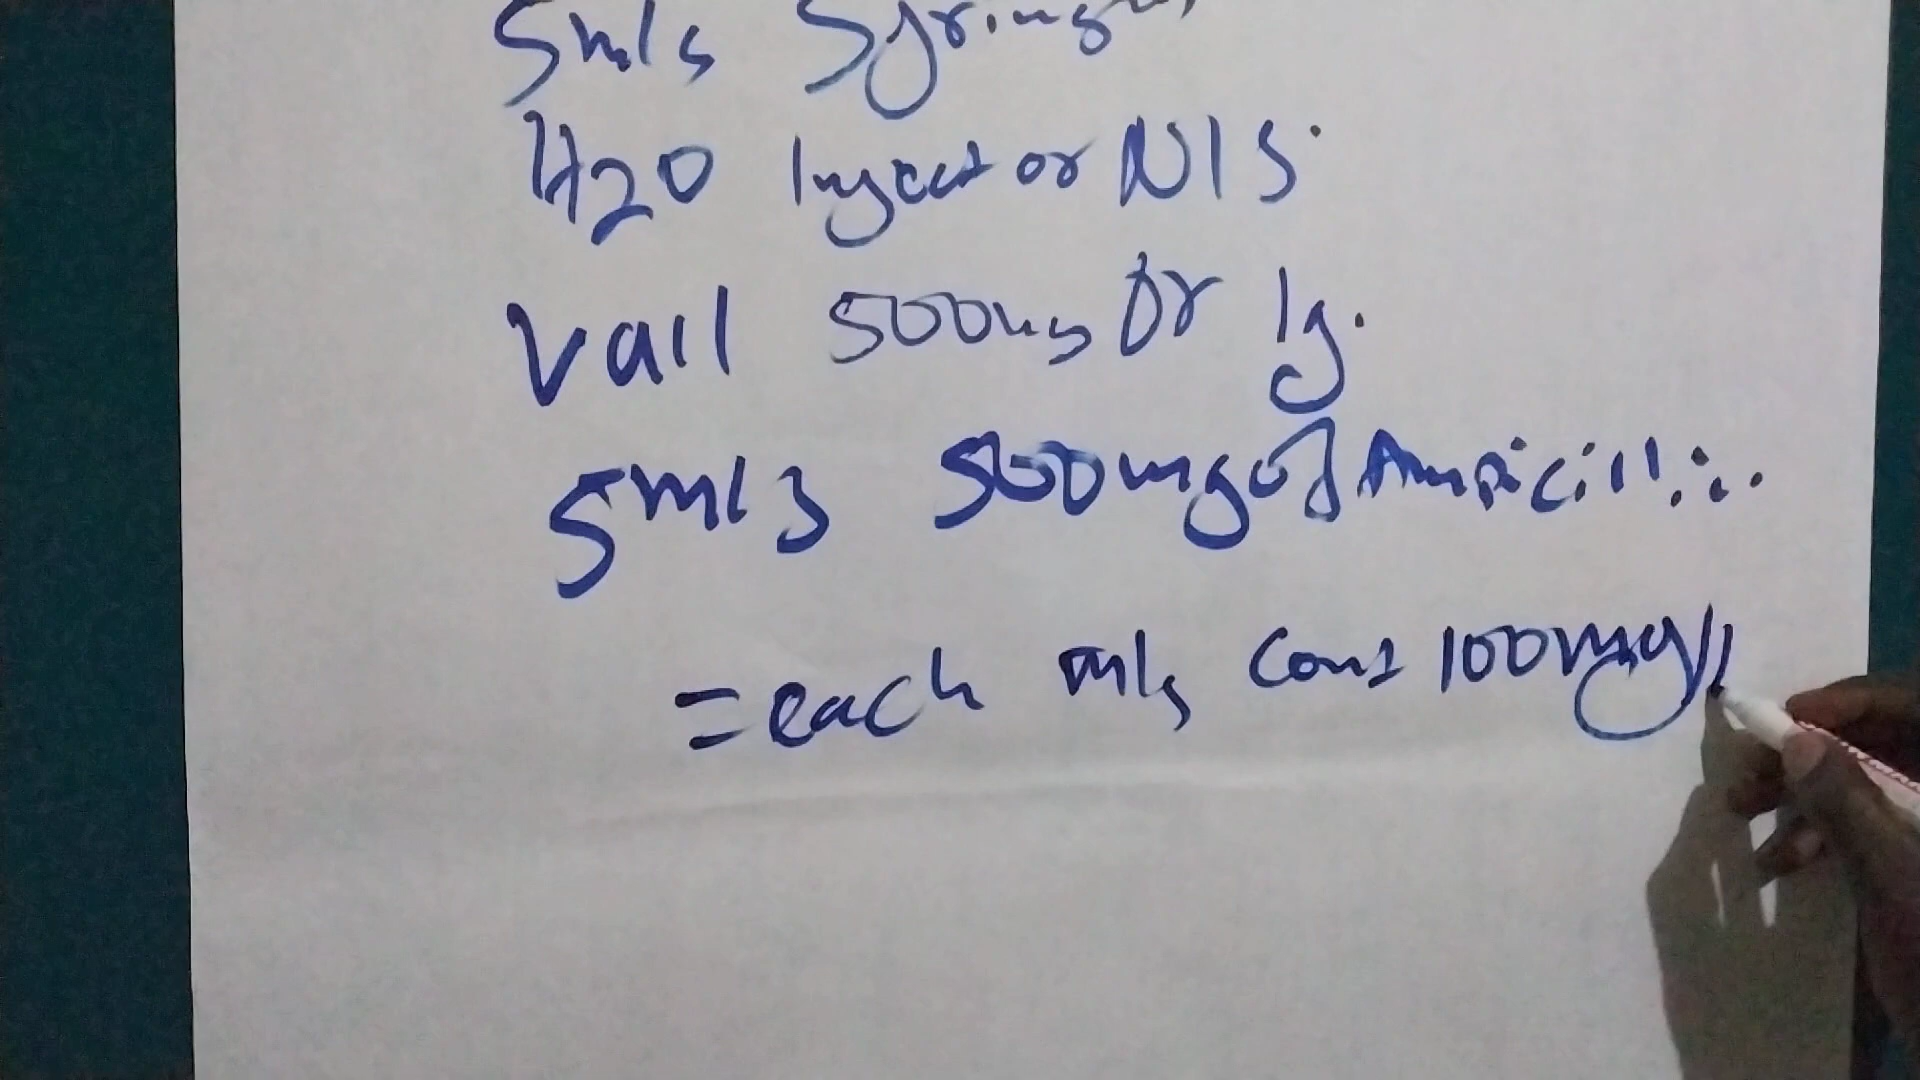 5mls Syringe
H2O Inject or N/S.
Vail 500mg Or 1g.
5mls 500mg of Ampicillin.
= each mls Cont 100mg//